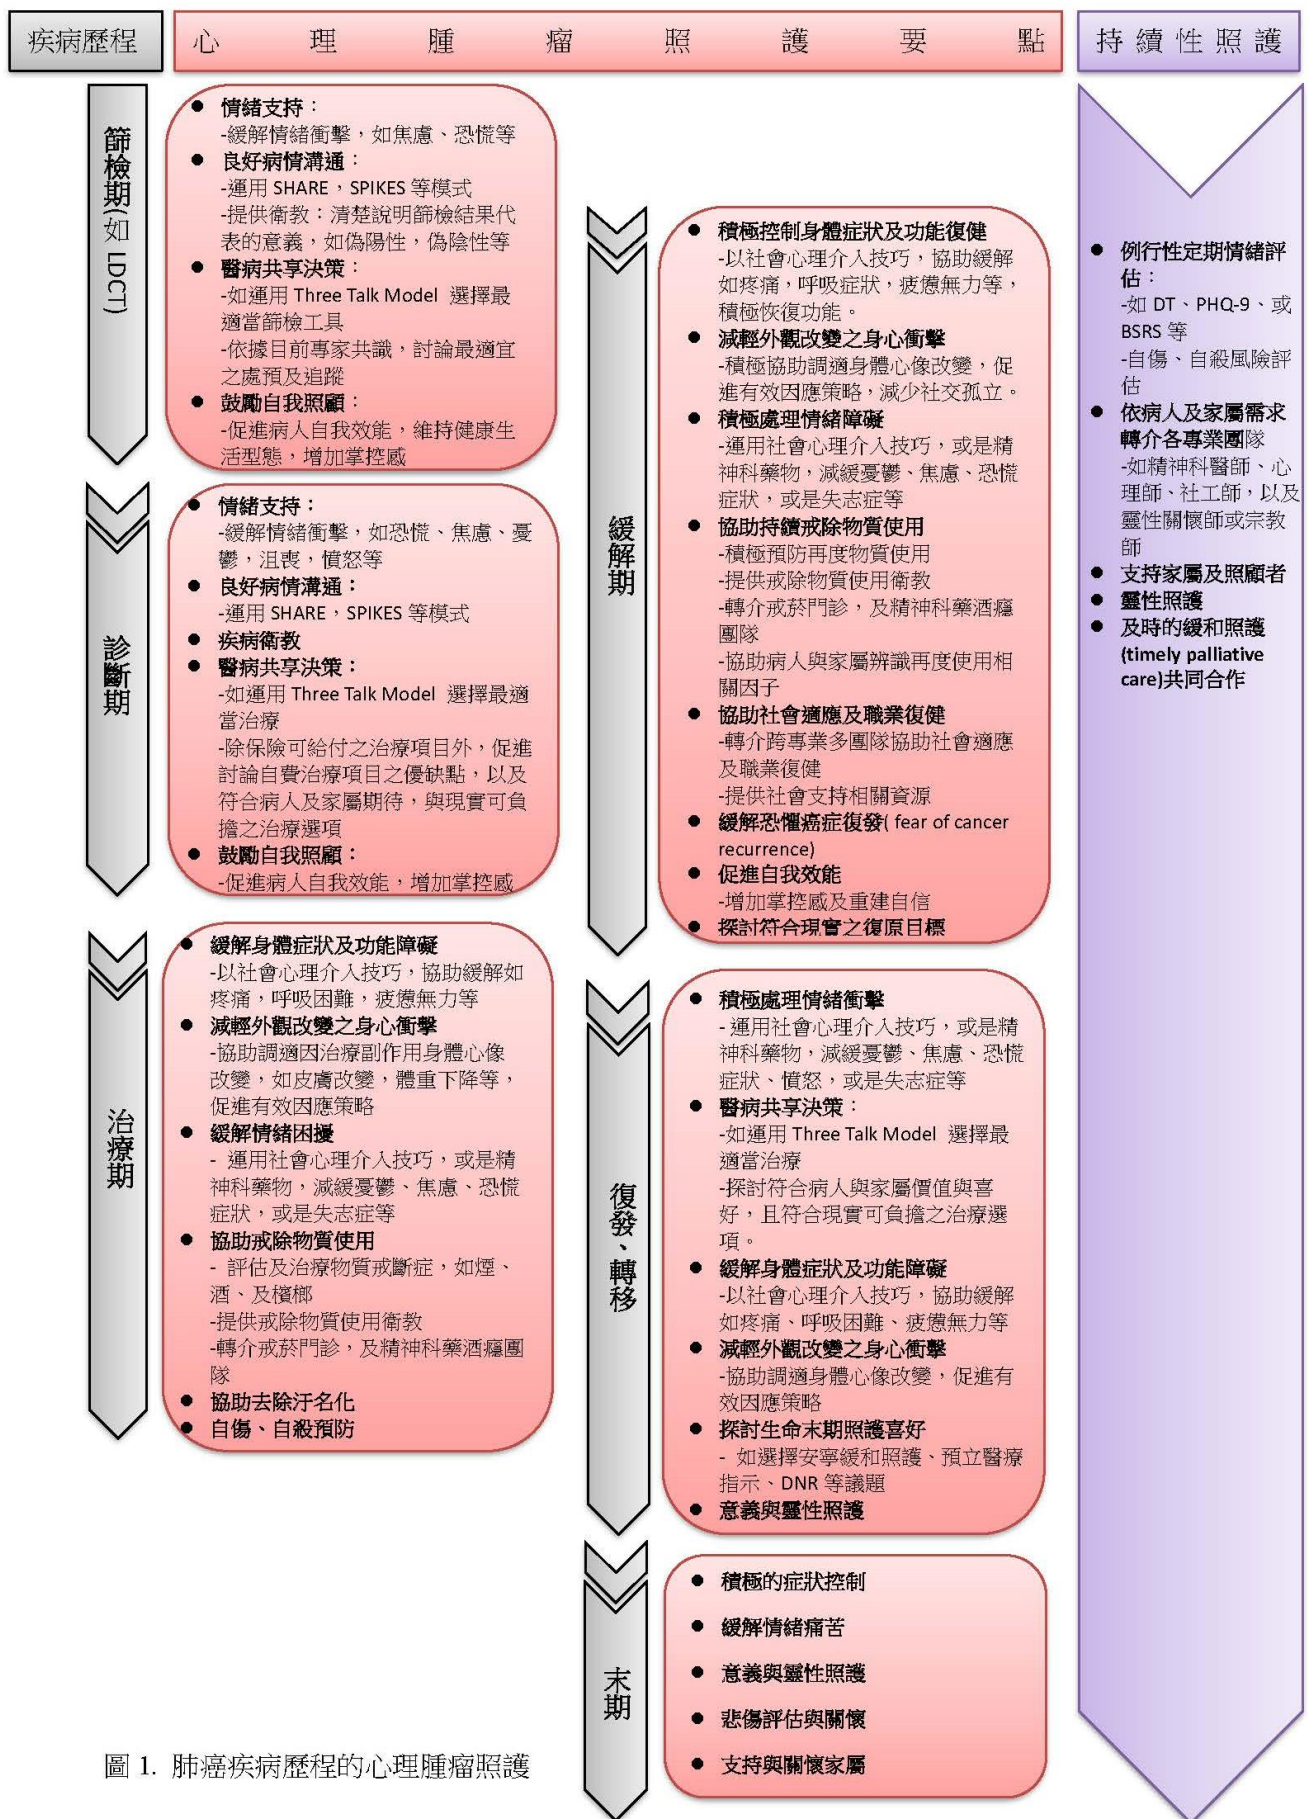 疾病歷程
心理腫瘤照護要點
持續性照護
篩檢期(如 LDCT)
● 情緒支持：
-緩解情緒衝擊，如焦慮、恐慌等
● 良好病情溝通：
-運用 SHARE，SPIKES 等模式
-提供衛教：清楚說明篩檢結果代
表的意義，如偽陽性，偽陰性等
● 醫病共享決策：
-如運用 Three Talk Model 選擇最
適當篩檢工具
-依據目前專家共識，討論最適宜
之處預及追蹤
● 鼓勵自我照顧：
-促進病人自我效能，維持健康生
活型態，增加掌控感
診斷期
● 情緒支持：
-緩解情緒衝擊，如恐慌、焦慮、憂
鬱，沮喪，憤怒等
● 良好病情溝通：
-運用 SHARE，SPIKES 等模式
● 疾病衛教
● 醫病共享決策：
-如運用 Three Talk Model 選擇最適
當治療
-除保險可給付之治療項目外，促進
討論自費治療項目之優缺點，以及
符合病人及家屬期待，與現實可負
擔之治療選項
● 鼓勵自我照顧：
-促進病人自我效能，增加掌控感
治療期
● 緩解身體症狀及功能障礙
-以社會心理介入技巧，協助緩解如
疼痛，呼吸困難，疲憊無力等
● 減輕外觀改變之身心衝擊
-協助調適因治療副作用身體心像
改變，如皮膚改變，體重下降等，
促進有效因應策略
● 緩解情緒困擾
- 運用社會心理介入技巧，或是精
神科藥物，減緩憂鬱、焦慮、恐慌
症狀，或是失志症等
● 協助戒除物質使用
- 評估及治療物質戒斷症，如煙、
酒、及檳榔
-提供戒除物質使用衛教
-轉介戒菸門診，及精神科藥酒癮團
隊
● 協助去除汙名化
● 自傷、自殺預防
緩解期
● 積極控制身體症狀及功能復健
-以社會心理介入技巧，協助緩解
如疼痛，呼吸症狀，疲憊無力等，
積極恢復功能。
● 減輕外觀改變之身心衝擊
-積極協助調適身體心像改變，促
進有效因應策略，減少社交孤立。
● 積極處理情緒障礙
-運用社會心理介入技巧，或是精
神科藥物，減緩憂鬱、焦慮、恐慌
症狀，或是失志症等
● 協助持續戒除物質使用
-積極預防再度物質使用
-提供戒除物質使用衛教
-轉介戒菸門診，及精神科藥酒癮
團隊
-協助病人與家屬辨識再度使用相
關因子
● 協助社會適應及職業復健
-轉介跨專業多團隊協助社會適應
及職業復健
-提供社會支持相關資源
● 緩解恐懼癌症復發( fear of cancer
recurrence)
● 促進自我效能
-增加掌控感及重建自信
● 探討符合現實之復原目標
復發、轉移
● 積極處理情緒衝擊
- 運用社會心理介入技巧，或是精
神科藥物，減緩憂鬱、焦慮、恐慌
症狀、憤怒，或是失志症等
● 醫病共享決策：
-如運用 Three Talk Model 選擇最
適當治療
-探討符合病人與家屬價值與喜
好，且符合現實可負擔之治療選
項。
● 緩解身體症狀及功能障礙
-以社會心理介入技巧，協助緩解
如疼痛、呼吸困難、疲憊無力等
● 減輕外觀改變之身心衝擊
-協助調適身體心像改變，促進有
效因應策略
● 探討生命末期照護喜好
- 如選擇安寧緩和照護、預立醫療
指示、DNR 等議題
● 意義與靈性照護
末期
● 積極的症狀控制
● 緩解情緒痛苦
● 意義與靈性照護
● 悲傷評估與關懷
● 支持與關懷家屬
● 例行性定期情緒評
估：
-如 DT、PHQ-9、或
BSRS 等
-自傷、自殺風險評
估
● 依病人及家屬需求
轉介各專業團隊
-如精神科醫師、心
理師、社工師，以及
靈性關懷師或宗教
師
● 支持家屬及照顧者
● 靈性照護
● 及時的緩和照護
(timely palliative
care)共同合作
圖 1. 肺癌疾病歷程的心理腫瘤照護